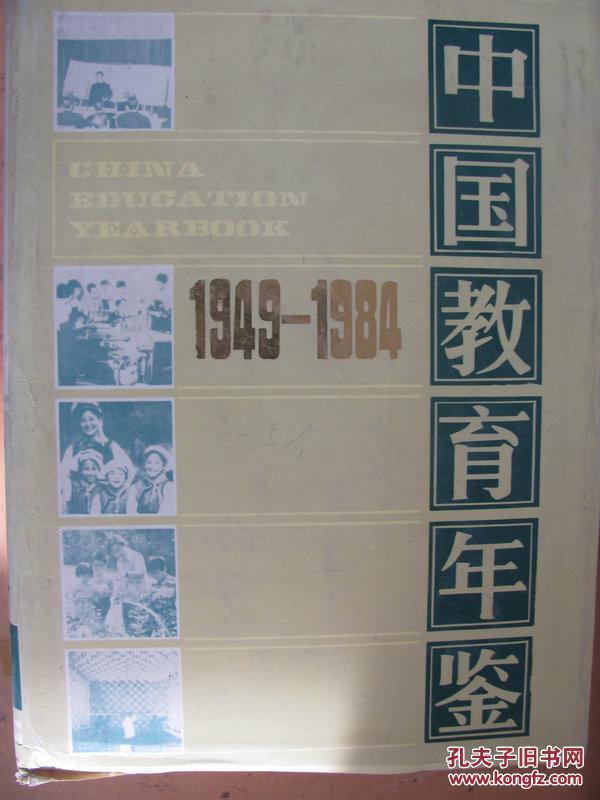 中国教育年鉴
CHINA
EDUCATION
YEARBOOK
1949-1984
孔夫子旧书网
www.kongfz.com